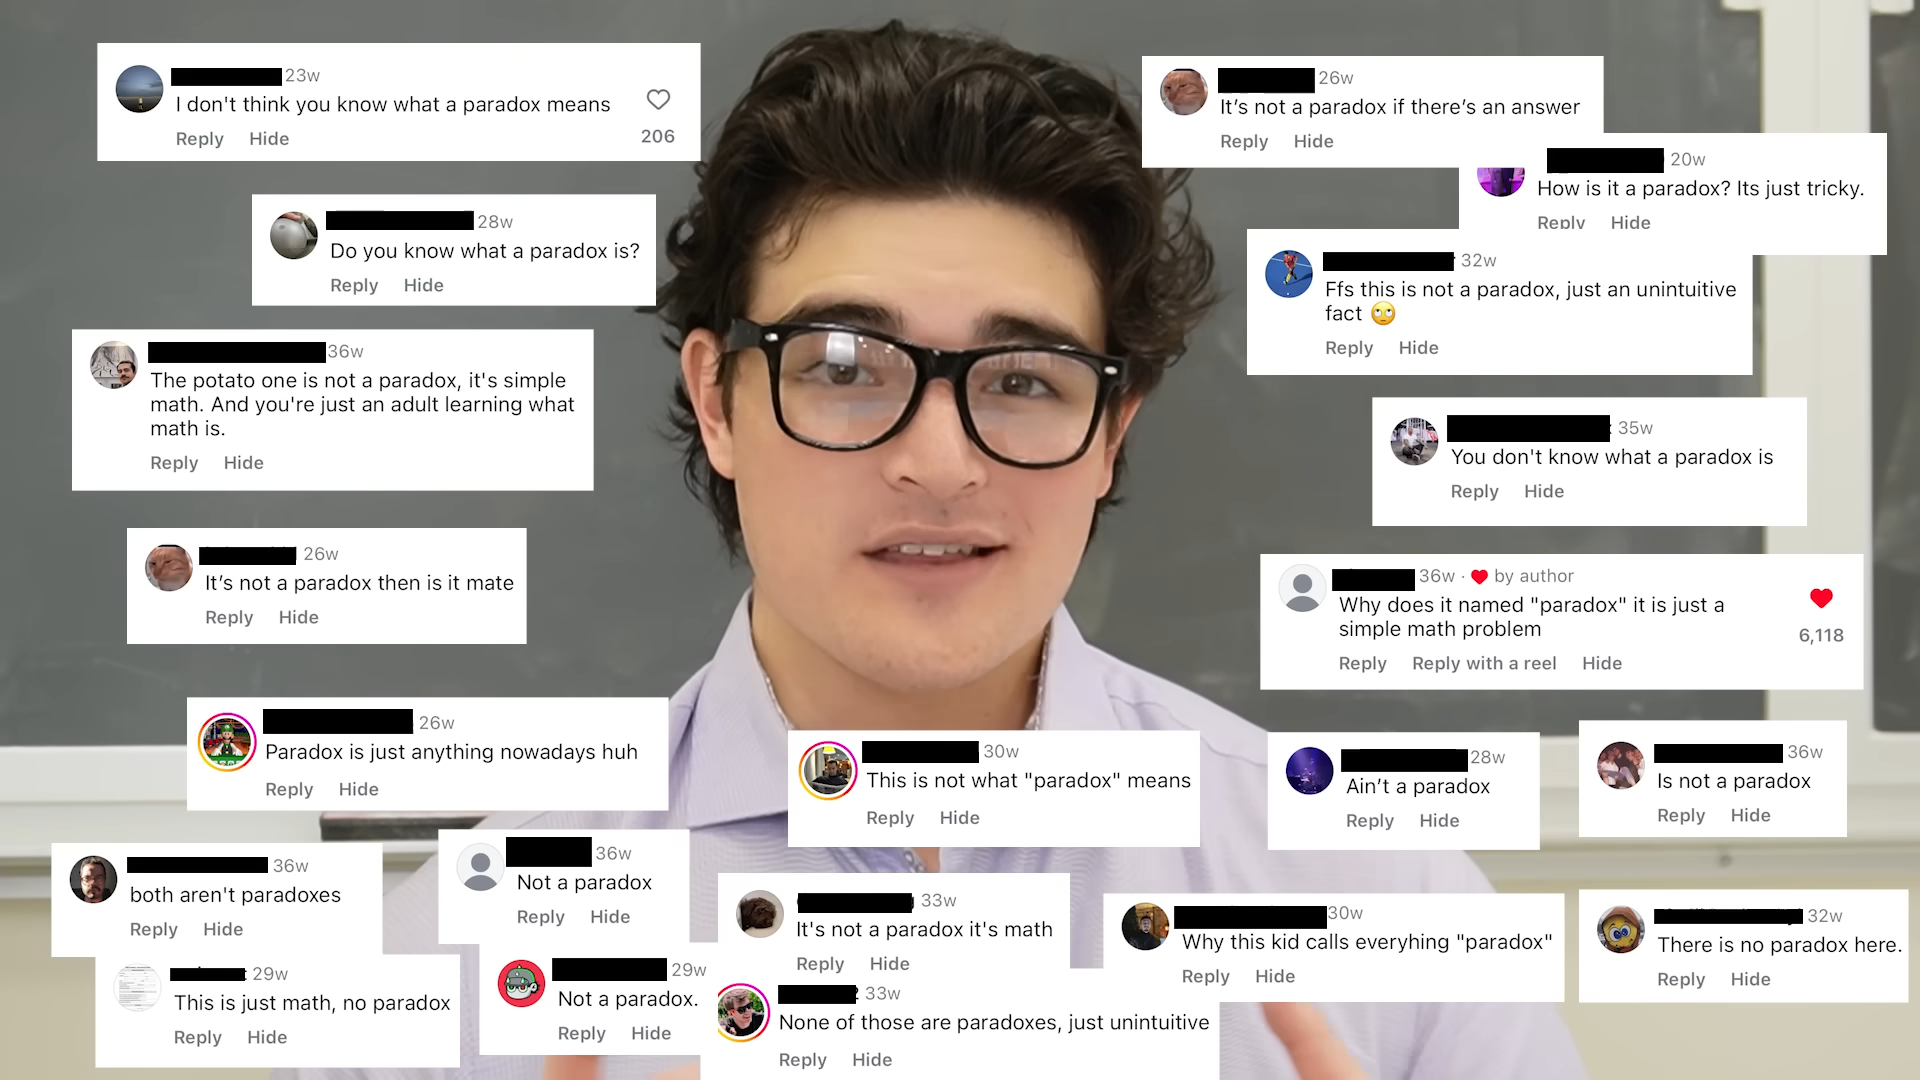 23w
I don't think you know what a paradox means
206
Reply Hide
28w
Do you know what a paradox is?
Reply Hide
36w
The potato one is not a paradox, it's simple
math. And you're just an adult learning what
math is.
Reply Hide
26w
It's not a paradox then is it mate
Reply Hide
26w
Paradox is just anything nowadays huh
Reply Hide
36w
both aren't paradoxes
Reply Hide
29w
This is just math, no paradox
Reply Hide
36w
Not a paradox
Reply Hide
29w
Not a paradox.
Reply Hide
26w
It’s not a paradox if there’s an answer
Reply Hide
20w
How is it a paradox? Its just tricky.
Reply Hide
32w
Ffs this is not a paradox, just an unintuitive
fact 🙄
Reply Hide
35w
You don't know what a paradox is
Reply Hide
36w · ❤️ by author
Why does it named "paradox" it is just a
simple math problem
6,118
Reply Reply with a reel Hide
30w
This is not what "paradox" means
Reply Hide
28w
Ain’t a paradox
Reply Hide
36w
Is not a paradox
Reply Hide
33w
It's not a paradox it's math
Reply Hide
33w
None of those are paradoxes, just unintuitive
Reply Hide
30w
Why this kid calls everyhing "paradox"
Reply Hide
32w
There is no paradox here.
Reply Hide